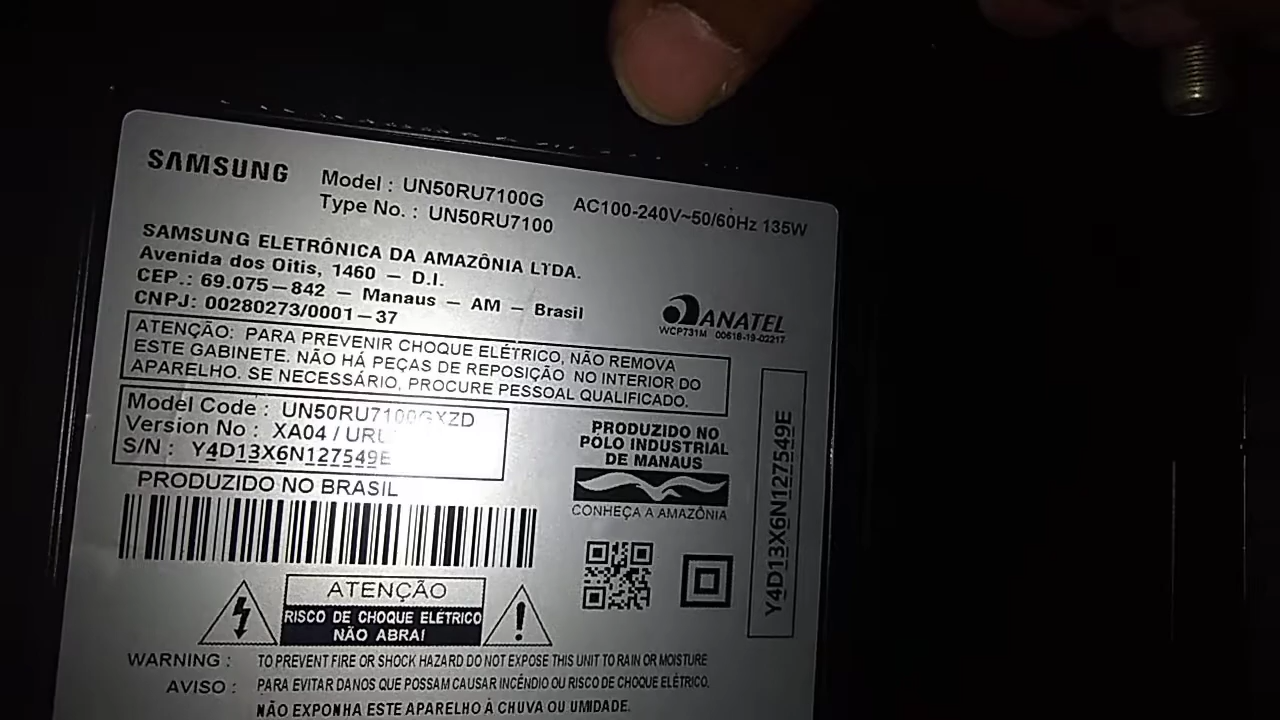 SAMSUNG
Model : UN50RU7100G
Type No. : UN50RU7100
AC100-240V~50/60Hz 135W
SAMSUNG ELETRÔNICA DA AMAZÔNIA LTDA.
Avenida dos Oitis, 1460 – D.I.
CEP.: 69.075–842 – Manaus – AM – Brasil
CNPJ: 00280273/0001–37
ANATEL
WCP731M 00618-19-02217
ATENÇÃO: PARA PREVENIR CHOQUE ELÉTRICO, NÃO REMOVA
ESTE GABINETE. NÃO HÁ PEÇAS DE REPOSIÇÃO NO INTERIOR DO
APARELHO. SE NECESSÁRIO, PROCURE PESSOAL QUALIFICADO.
Model Code : UN50RU7100GXZD
Version No : XA04 /
S/N : Y4D13X6N127549E
PRODUZIDO NO BRASIL
PRODUZIDO NO
PÓLO INDUSTRIAL
DE MANAUS
CONHEÇA A AMAZÔNIA
Y4D13X6N127549E
ATENÇÃO
RISCO DE CHOQUE ELÉTRICO
NÃO ABRA!
WARNING : TO PREVENT FIRE OR SHOCK HAZARD DO NOT EXPOSE THIS UNIT TO RAIN OR MOISTURE
AVISO : PARA EVITAR DANOS QUE POSSAM CAUSAR INCÊNDIO OU RISCO DE CHOQUE ELÉTRICO,
NÃO EXPONHA ESTE APARELHO À CHUVA OU UMIDADE.